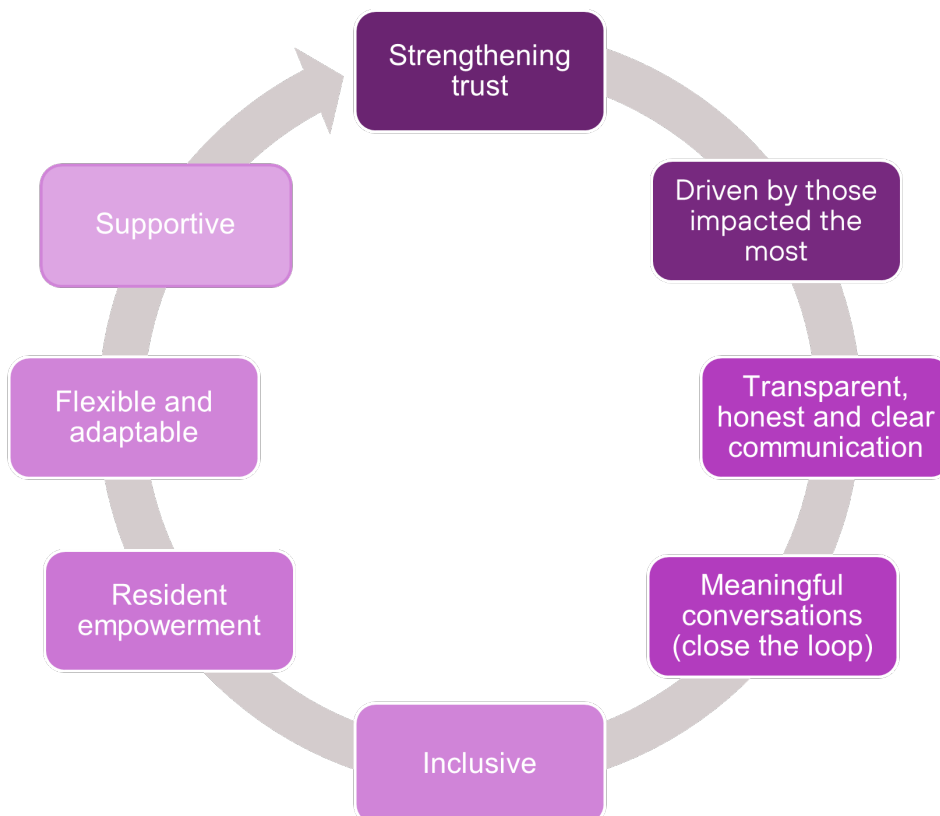 Strengthening
trust
Driven by those
impacted the
most
Transparent,
honest and clear
communication
Meaningful
conversations
(close the loop)
Inclusive
Resident
empowerment
Flexible and
adaptable
Supportive